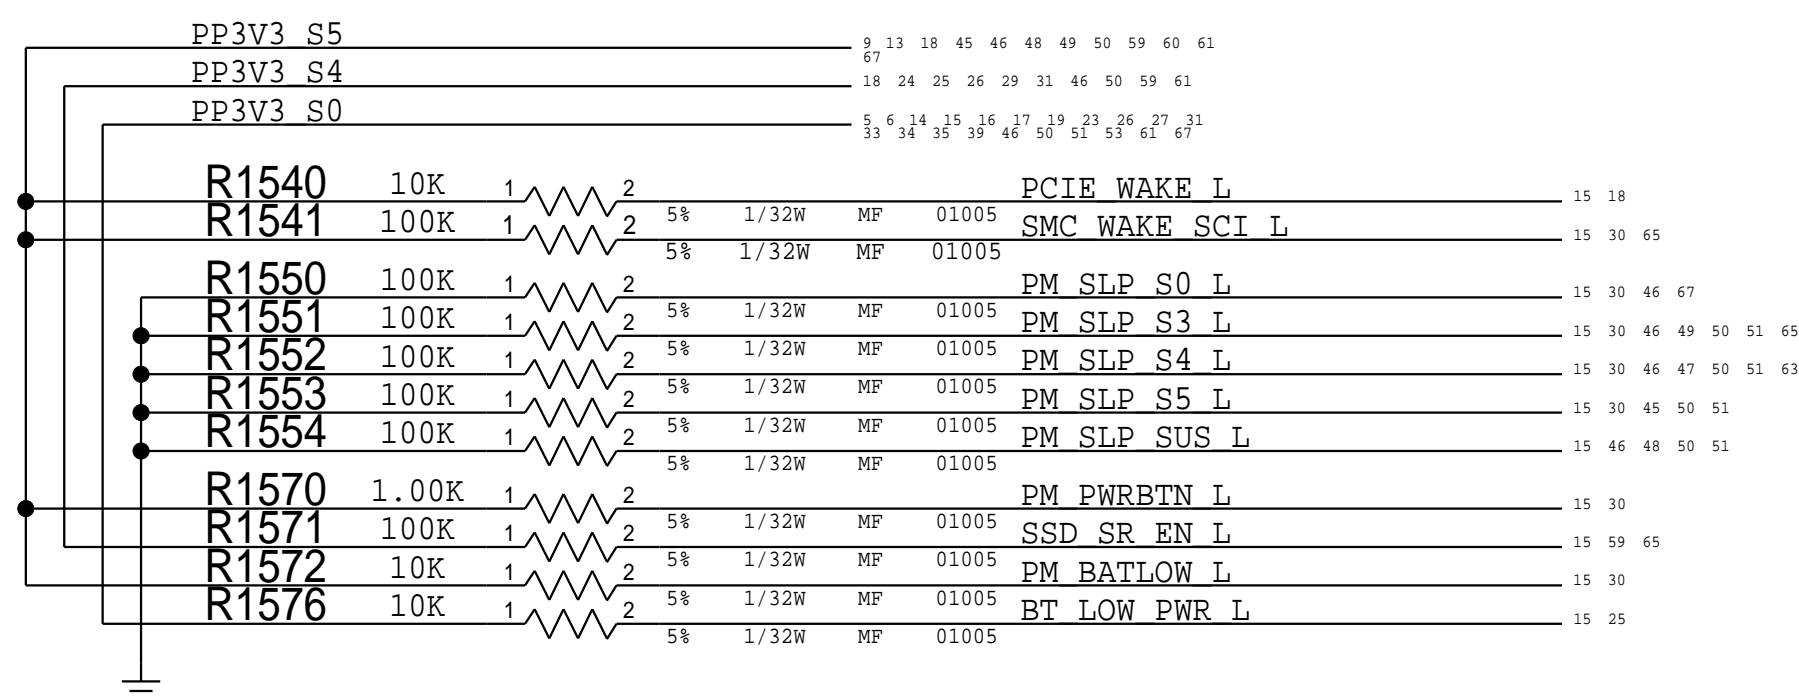 PP3V3_S5 9 13 18 45 46 48 49 50 59 60 61
67
PP3V3_S4 18 24 25 26 29 31 46 50 59 61
PP3V3_S0 5 6 14 15 16 17 19 23 26 27 31
33 34 35 39 46 50 51 53 61 67
R1540 10K 1 2 PCIE_WAKE_L 15 18
5% 1/32W MF 01005
R1541 100K 1 2 SMC_WAKE_SCI_L 15 30 65
5% 1/32W MF 01005
R1550 100K 1 2 PM_SLP_S0_L 15 30 46 67
5% 1/32W MF 01005
R1551 100K 1 2 PM_SLP_S3_L 15 30 46 49 50 51 65
5% 1/32W MF 01005
R1552 100K 1 2 PM_SLP_S4_L 15 30 46 47 50 51 63
5% 1/32W MF 01005
R1553 100K 1 2 PM_SLP_S5_L 15 30 45 50 51
5% 1/32W MF 01005
R1554 100K 1 2 PM_SLP_SUS_L 15 46 48 50 51
5% 1/32W MF 01005
R1570 1.00K 1 2 PM_PWRBTN_L 15 30
5% 1/32W MF 01005
R1571 100K 1 2 SSD_SR_EN_L 15 59 65
5% 1/32W MF 01005
R1572 10K 1 2 PM_BATLOW_L 15 30
5% 1/32W MF 01005
R1576 10K 1 2 BT_LOW_PWR_L 15 25
5% 1/32W MF 01005